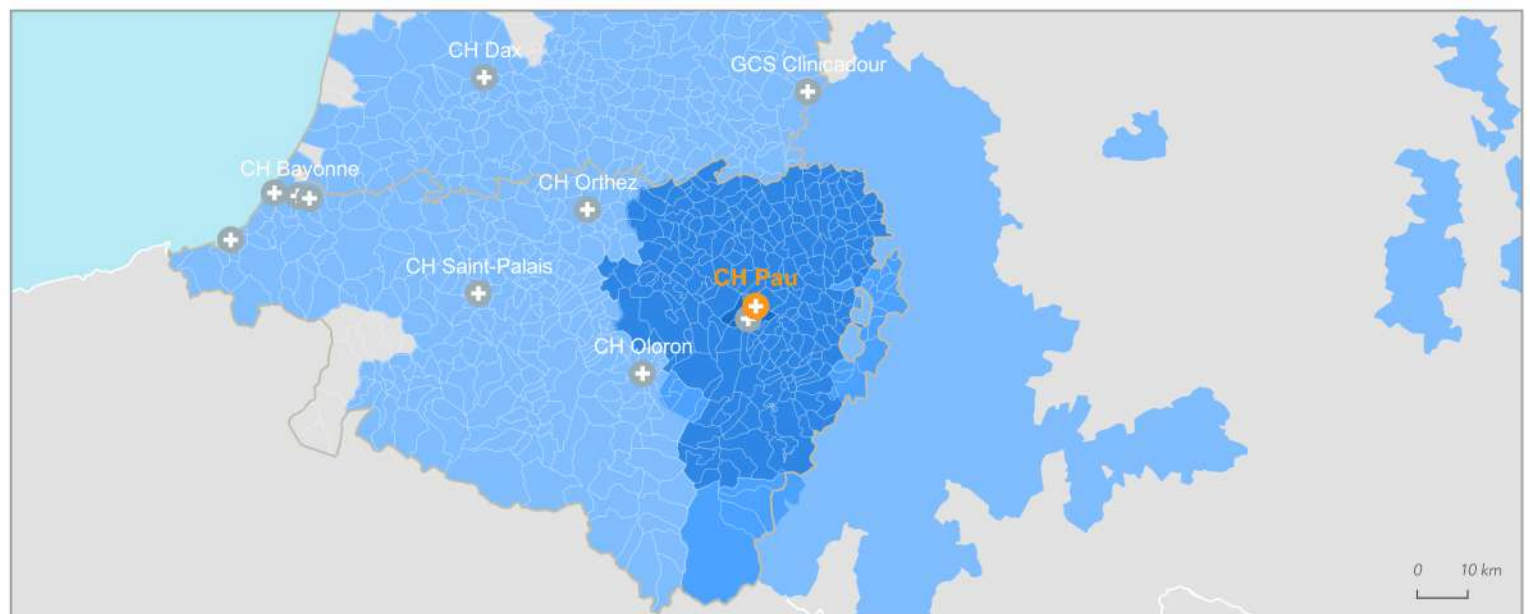 CH Dax
GCS Clinicadour
CH Bayonne
CH Orthez
CH Saint-Palais
CH Pau
CH Oloron
0 10 km